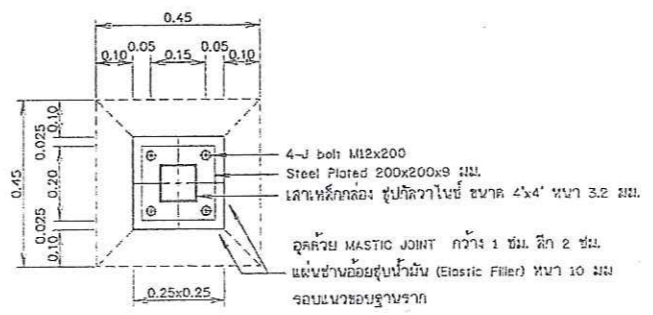 0.45
0.10 0.05 0.15 0.05 0.10
0.45
0.10
0.025
0.20
0.025
0.10
4-J bolt M12x200
Steel Plated 200x200x9 มม.
เสาเหล็กกล่อง ชุปกัลวาไนซ์ ขนาด 4"x4" หนา 3.2 มม.
อุดด้วย MASTIC JOINT กว้าง 1 ซม. ลึก 2 ซม.
แผ่นชานอ้อยชุบน้ำมัน (Elastic Filler) หนา 10 มม
รอบแนวขอบฐานราก
0.25x0.25